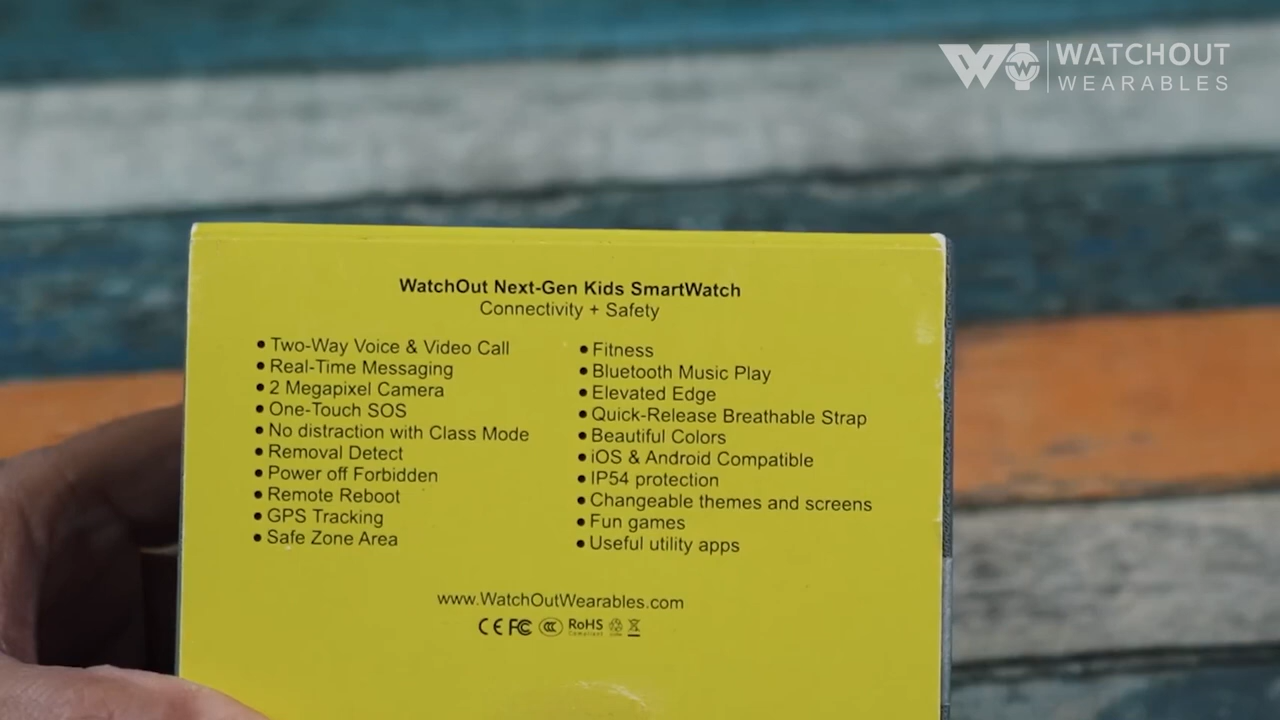 WATCHOUT
WEARABLES
WatchOut Next-Gen Kids SmartWatch
Connectivity + Safety
• Two-Way Voice & Video Call
• Real-Time Messaging
• 2 Megapixel Camera
• One-Touch SOS
• No distraction with Class Mode
• Removal Detect
• Power off Forbidden
• Remote Reboot
• GPS Tracking
• Safe Zone Area
• Fitness
• Bluetooth Music Play
• Elevated Edge
• Quick-Release Breathable Strap
• Beautiful Colors
• iOS & Android Compatible
• IP54 protection
• Changeable themes and screens
• Fun games
• Useful utility apps
www.WatchOutWearables.com
CE FC CCC RoHS
Compliant